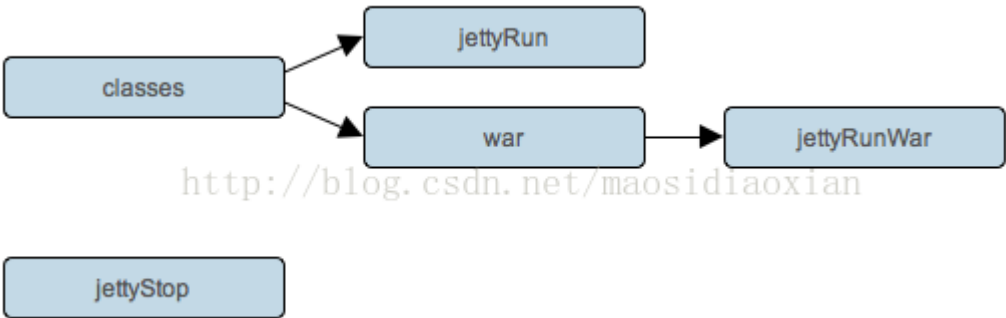 jettyRun
classes
war
jettyRunWar
http://blog.csdn.net/maosidiaoxian
jettyStop